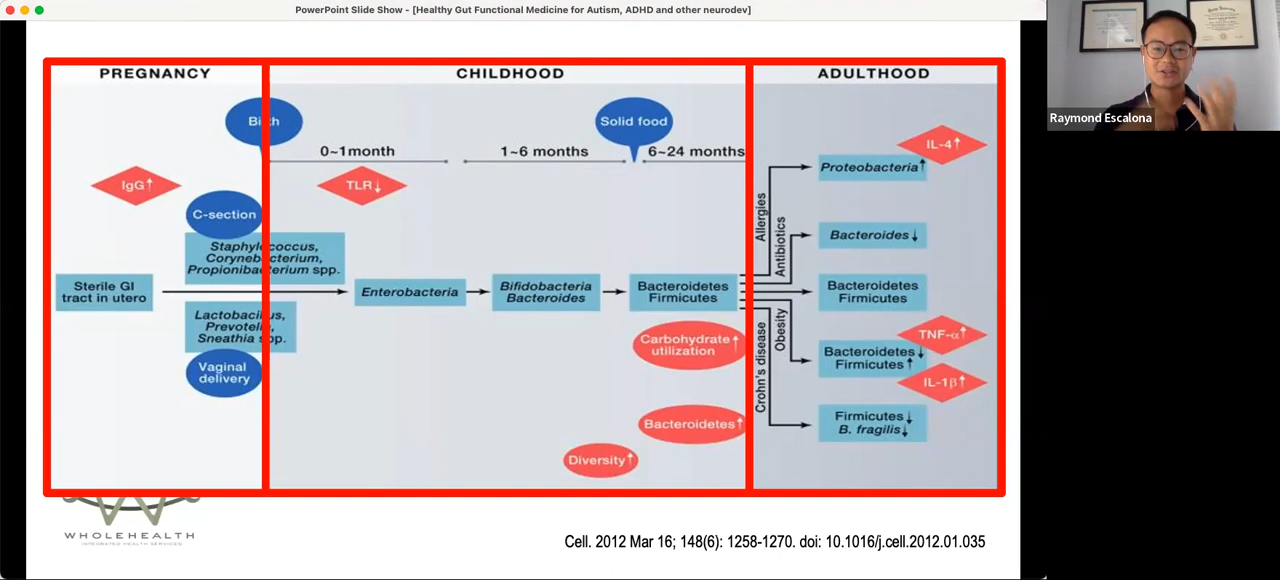 PowerPoint Slide Show - [Healthy Gut Functional Medicine for Autism, ADHD and other neurodev]
Raymond Escalona
PREGNANCY
CHILDHOOD
ADULTHOOD
Birth
Solid food
0~1month
1~6 months
6~24 months
IgG↑
TLR↓
C-section
Staphylococcus,
Corynebacterium,
Propionibacterium spp.
Sterile GI
tract in utero
Lactobacillus,
Prevotella,
Sneathia spp.
Vaginal
delivery
Enterobacteria
Bifidobacteria
Bacteroides
Bacteroidetes
Firmicutes
Carbohydrate↑
utilization
Bacteroidetes↑
Diversity↑
Allergies
Antibiotics
Obesity
Crohn's disease
IL-4↑
Proteobacteria↑
Bacteroides↓
Bacteroidetes
Firmicutes
TNF-α↑
Bacteroidetes↓
Firmicutes↑
IL-1β↑
Firmicutes↓
B. fragilis↓
WHOLEHEALTH
INTEGRATED HEALTH SERVICES
Cell. 2012 Mar 16; 148(6): 1258-1270. doi: 10.1016/j.cell.2012.01.035